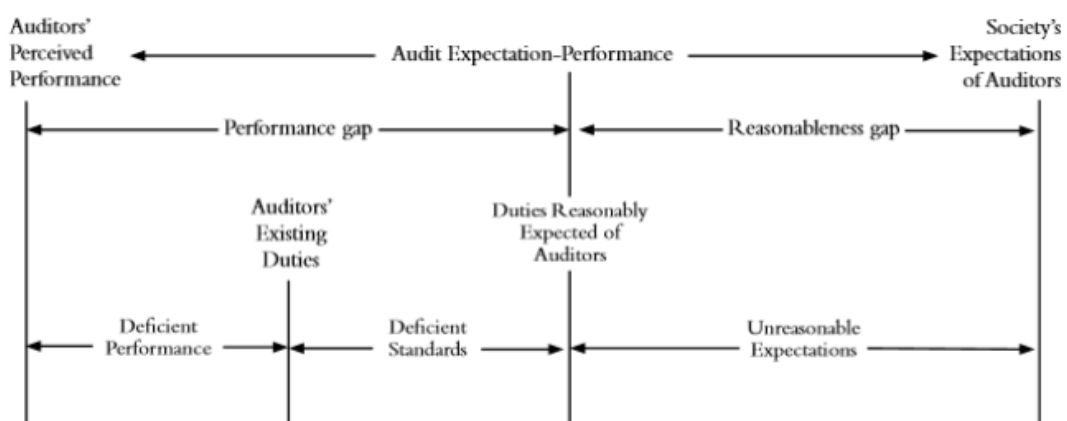 Auditors'
Perceived
Performance
Audit Expectation-Performance
Society's
Expectations
of Auditors
Performance gap
Reasonableness gap
Auditors'
Existing
Duties
Duties Reasonably
Expected of
Auditors
Deficient
Performance
Deficient
Standards
Unreasonable
Expectations